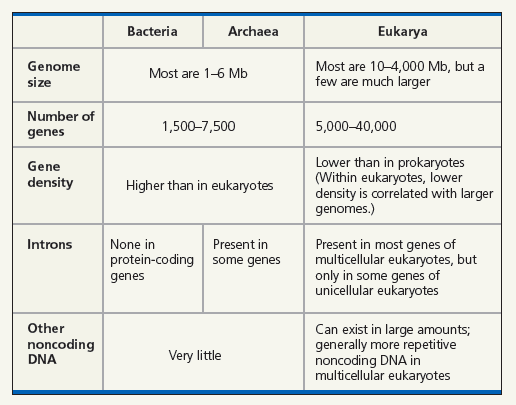 Bacteria
Archaea
Eukarya
Genome
size
Most are 1–6 Mb
Most are 10–4,000 Mb, but a
few are much larger
Number of
genes
1,500–7,500
5,000–40,000
Gene
density
Higher than in eukaryotes
Lower than in prokaryotes
(Within eukaryotes, lower
density is correlated with larger
genomes.)
Introns
None in
protein-coding
genes
Present in
some genes
Present in most genes of
multicellular eukaryotes, but
only in some genes of
unicellular eukaryotes
Other
noncoding
DNA
Very little
Can exist in large amounts;
generally more repetitive
noncoding DNA in
multicellular eukaryotes